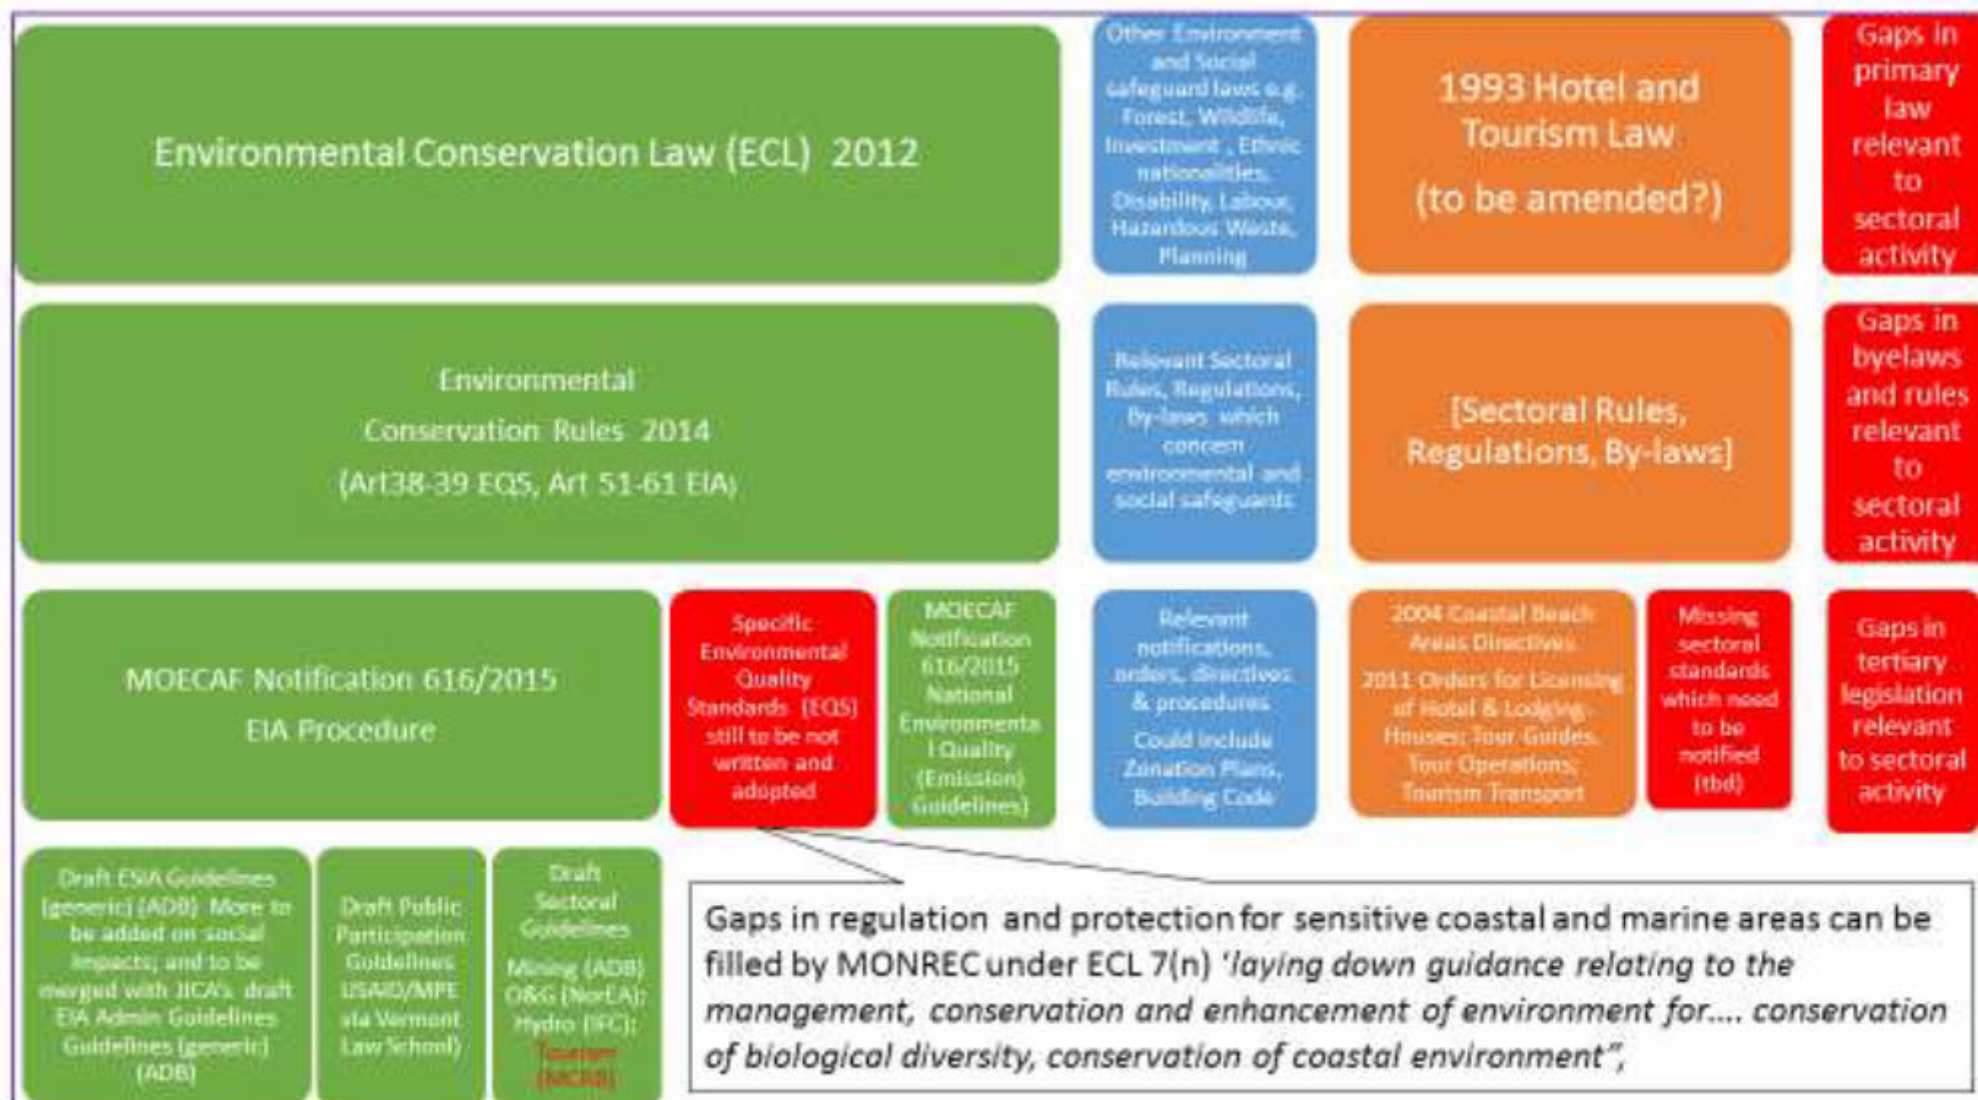 Environmental Conservation Law (ECL) 2012
Other Environment
and Social
safeguard laws e.g.
Forest, Wildlife,
Investment , Ethnic
nationalities,
Disability, Labour,
Hazardous Waste,
Planning
1993 Hotel and
Tourism Law
(to be amended?)
Gaps in
primary
law
relevant
to
sectoral
activity
Environmental
Conservation Rules 2014
(Art38-39 EQS, Art 51-61 EIA)
Relevant Sectoral
Rules, Regulations,
By-laws which
concern
environmental and
social safeguards
[Sectoral Rules,
Regulations, By-laws]
Gaps in
byelaws
and rules
relevant
to
sectoral
activity
MOECAF Notification 616/2015
EIA Procedure
Specific
Environmental
Quality
Standards (EQS)
still to be not
written and
adopted
MOECAF
Notification
616/2015
National
Environmenta
l Quality
(Emission)
Guidelines)
Relevant
notifications,
orders, directives
& procedures
Could include
Zonation Plans,
Building Code
2004 Coastal Beach
Areas Directives
2011 Orders for Licensing
of Hotel & Lodging
Houses; Tour Guides,
Tour Operations;
Tourism Transport
Missing
sectoral
standards
which need
to be
notified
(tbd)
Gaps in
tertiary
legislation
relevant
to sectoral
activity
Draft ESIA Guidelines
(generic) (ADB) More to
be added on social
impacts; and to be
merged with JICA's draft
EIA Admin Guidelines
Guidelines (generic)
(ADB)
Draft Public
Participation
Guidelines
USAID/MPE
via Vermont
Law School)
Draft
Sectoral
Guidelines
Mining (ADB)
O&G (NorEA);
Hydro (IFC);
Tourism
(MCRB)
Gaps in regulation and protection for sensitive coastal and marine areas can be
filled by MONREC under ECL 7(n) 'laying down guidance relating to the
management, conservation and enhancement of environment for.... conservation
of biological diversity, conservation of coastal environment",